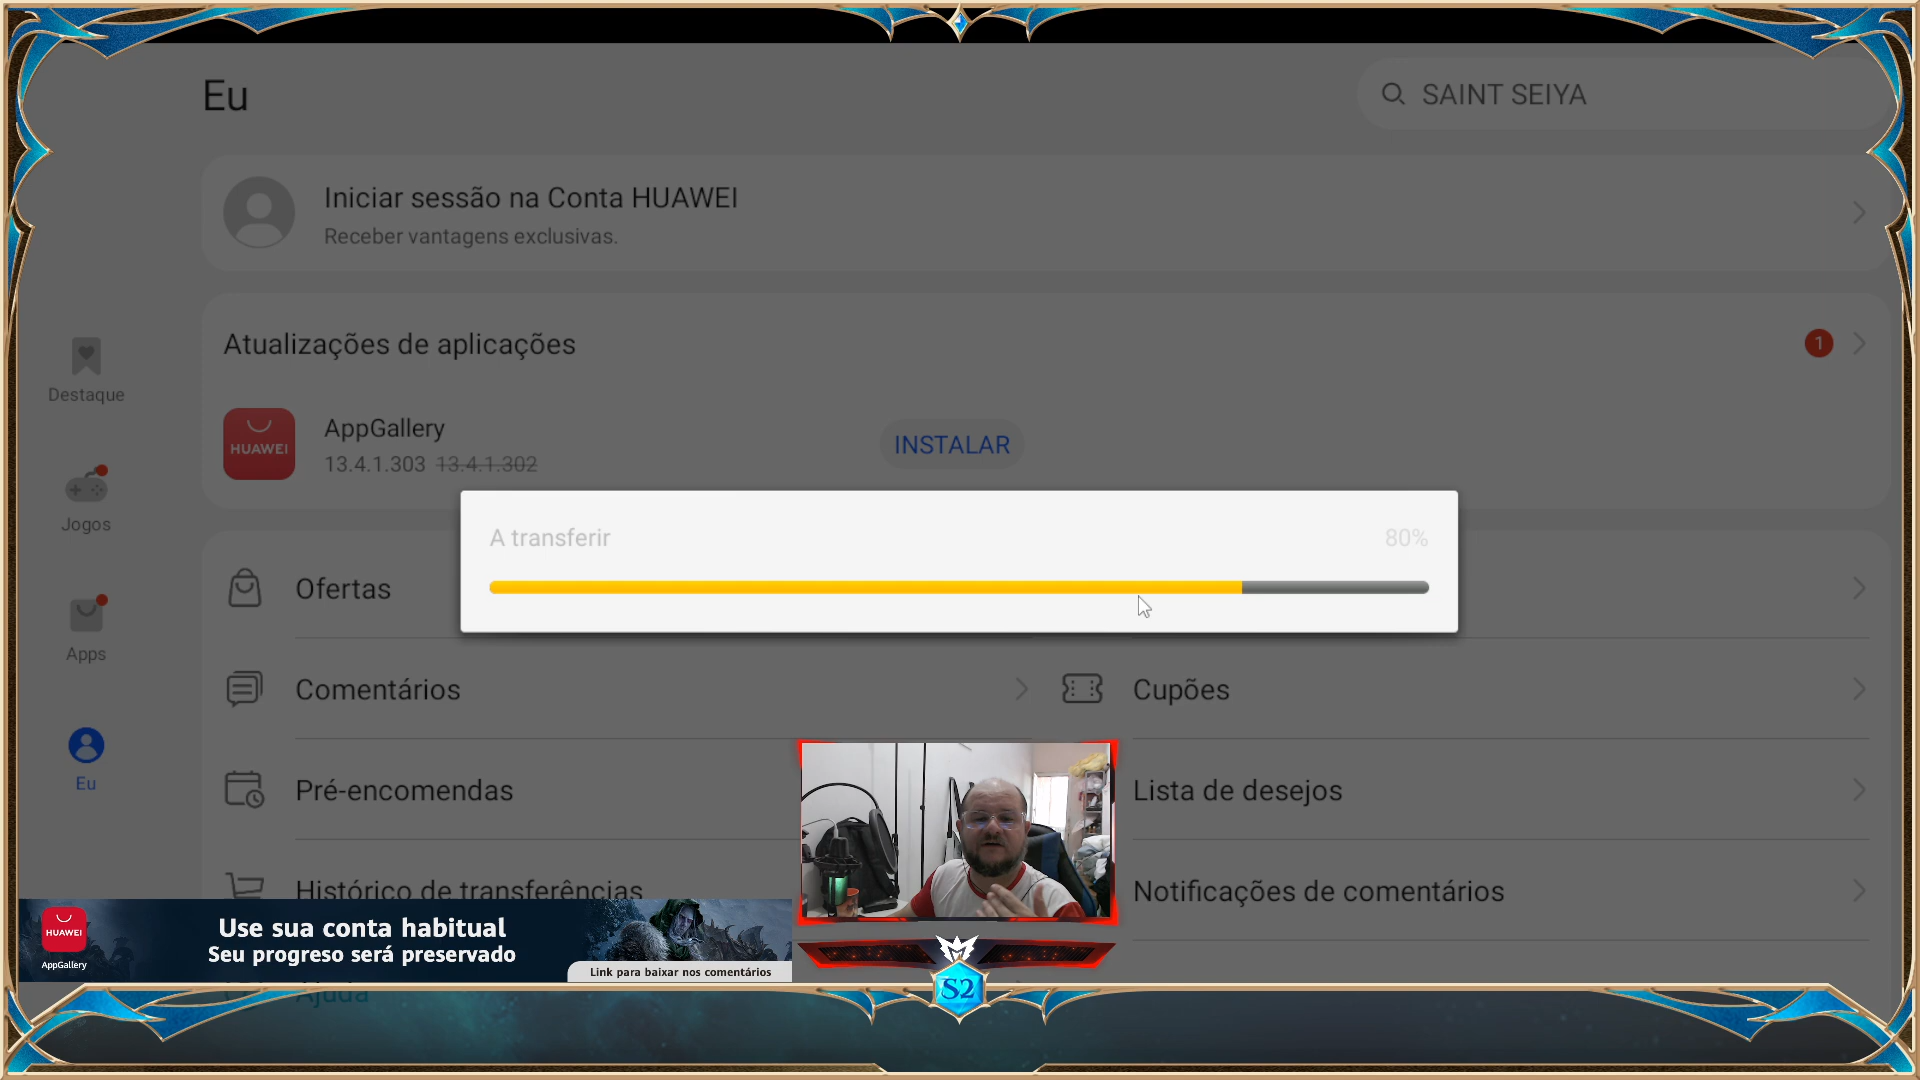 Eu
SAINT SEIYA
Iniciar sessão na Conta HUAWEI
Receber vantagens exclusivas.
Atualizações de aplicações
1
Destaque
HUAWEI
AppGallery
13.4.1.303 13.4.1.302
INSTALAR
Jogos
A transferir
80%
Ofertas
Apps
Comentários
Cupões
Eu
Pré-encomendas
Lista de desejos
Histórico de transferências
Notificações de comentários
HUAWEI
AppGallery
Use sua conta habitual
Seu progreso será preservado
Link para baixar nos comentários
S2
Ajuda